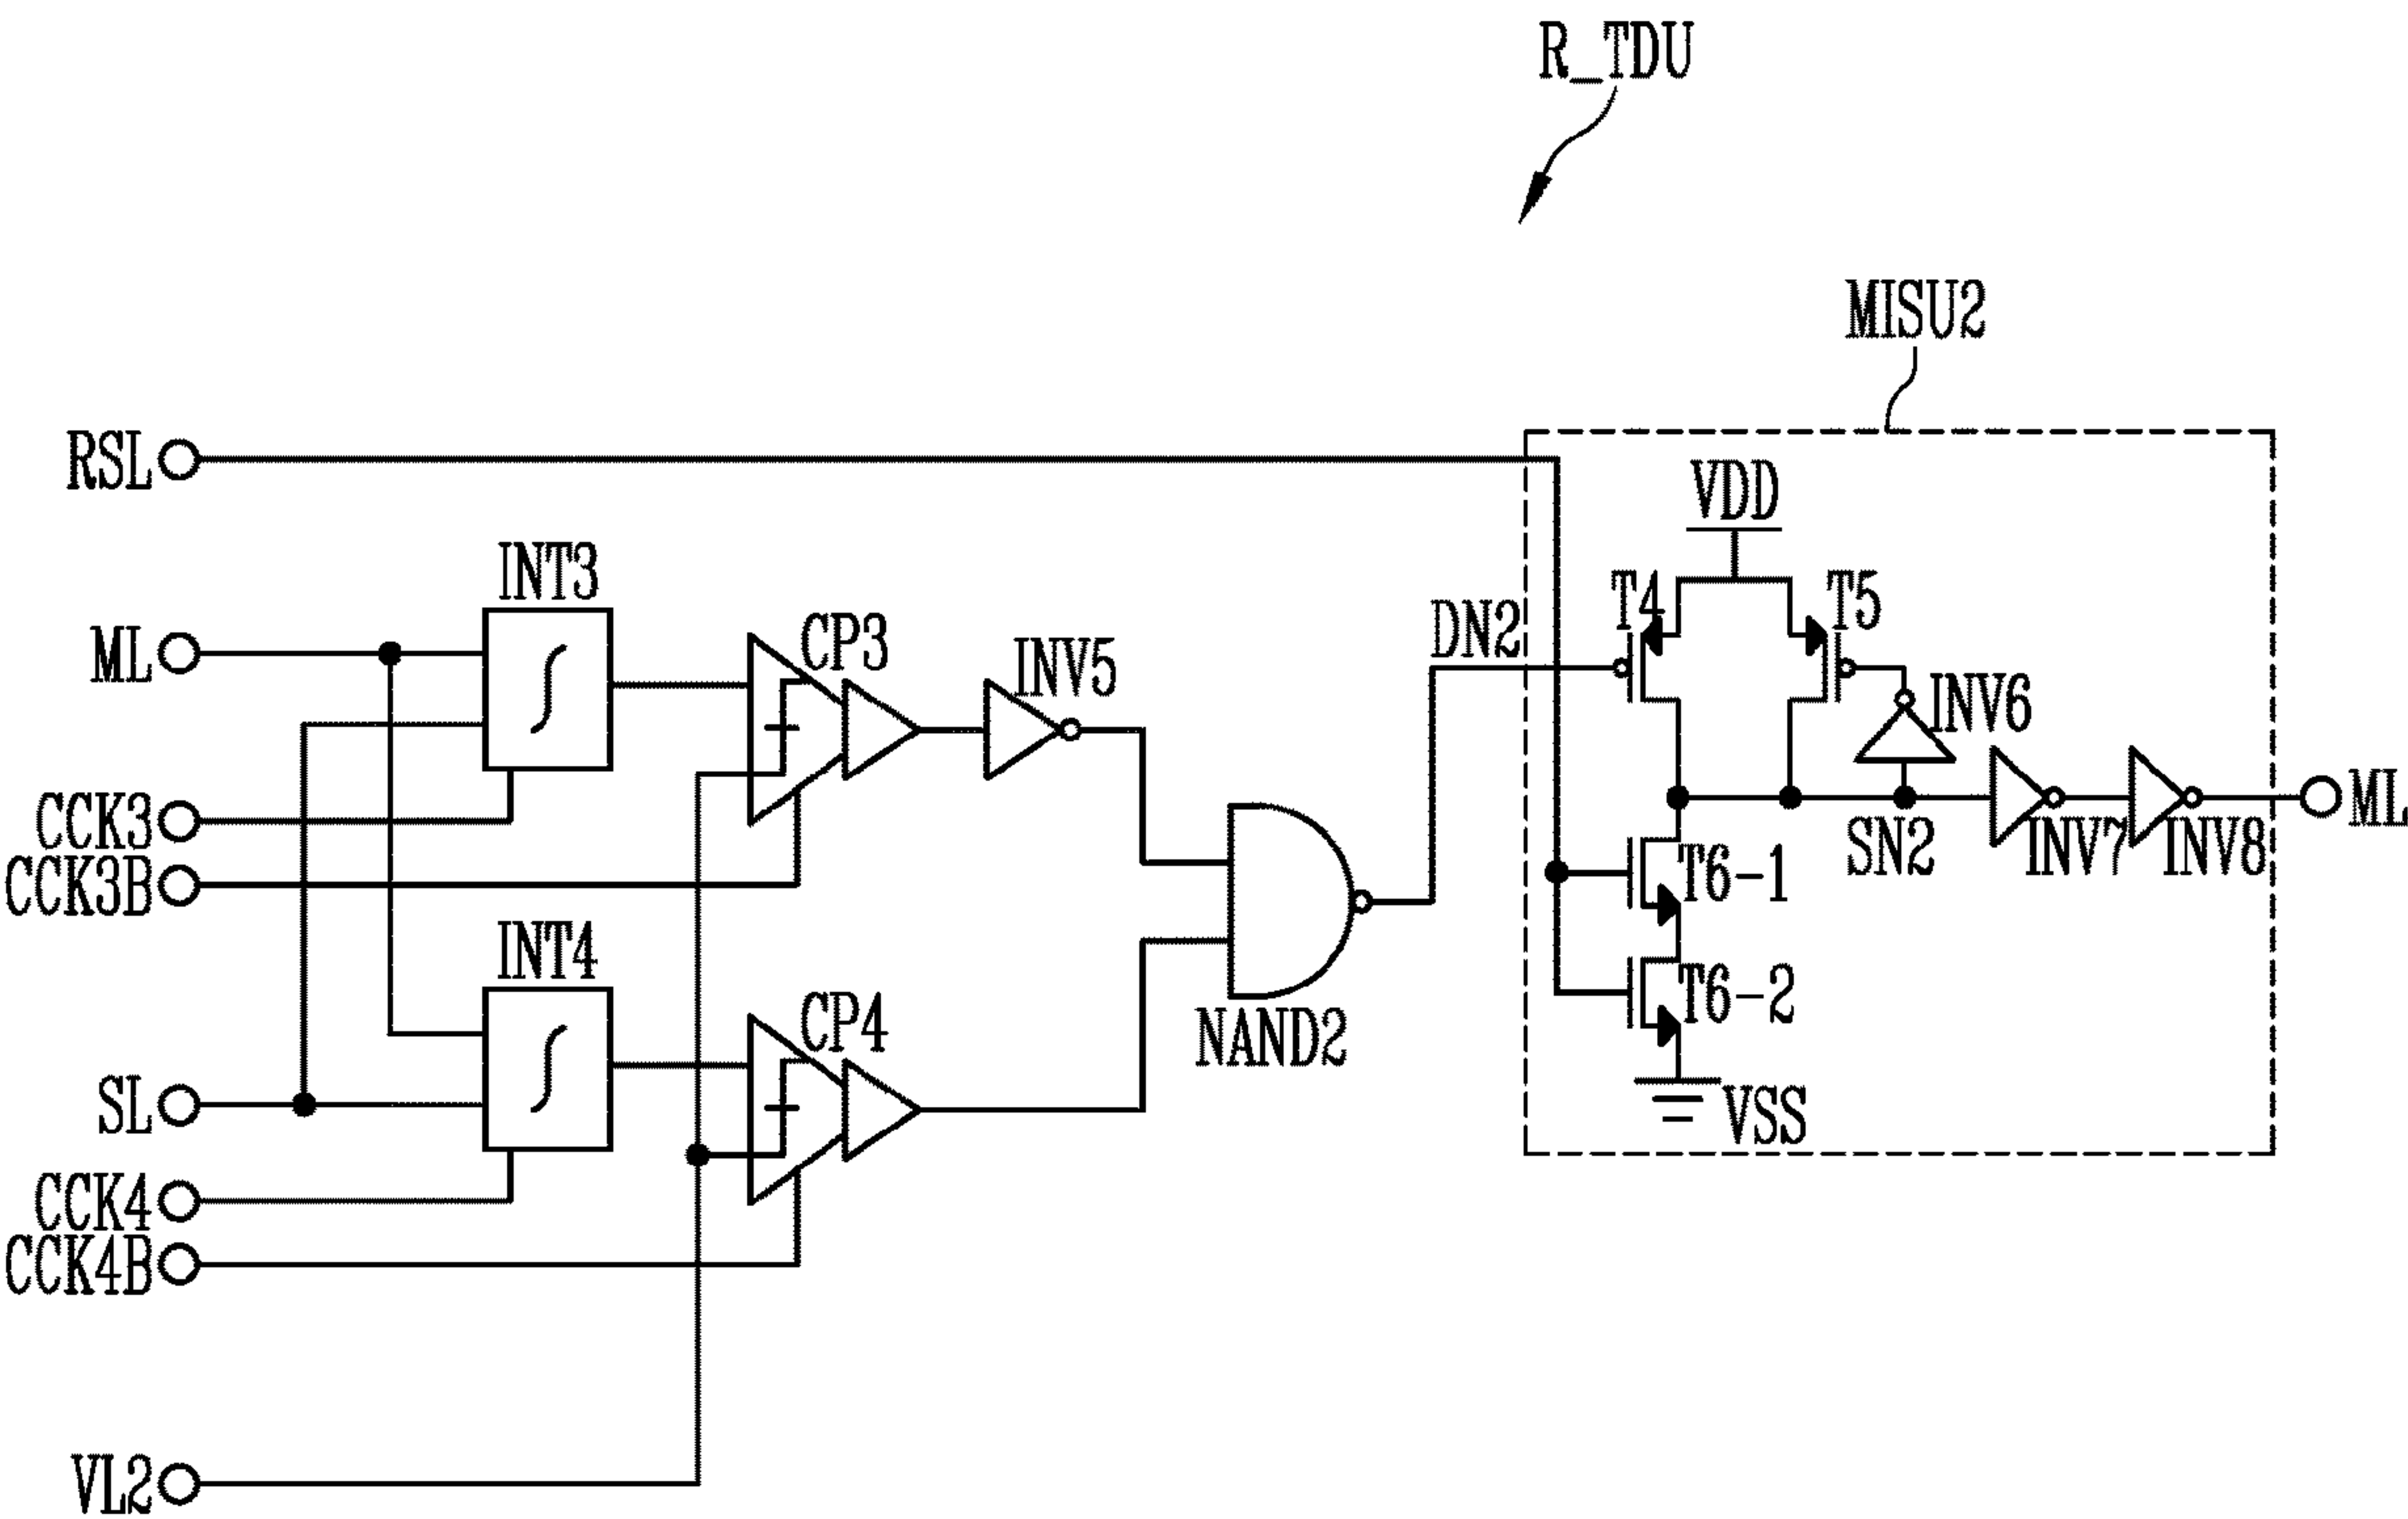 R_TDU
MISU2
RSL
VDD
INT3
T4
T5
DN2
ML
CP3
INV5
INV6
CCK3
SN2
INV7
INV8
ML
T6-1
CCK3B
INT4
T6-2
CP4
NAND2
SL
VSS
CCK4
CCK4B
VL2